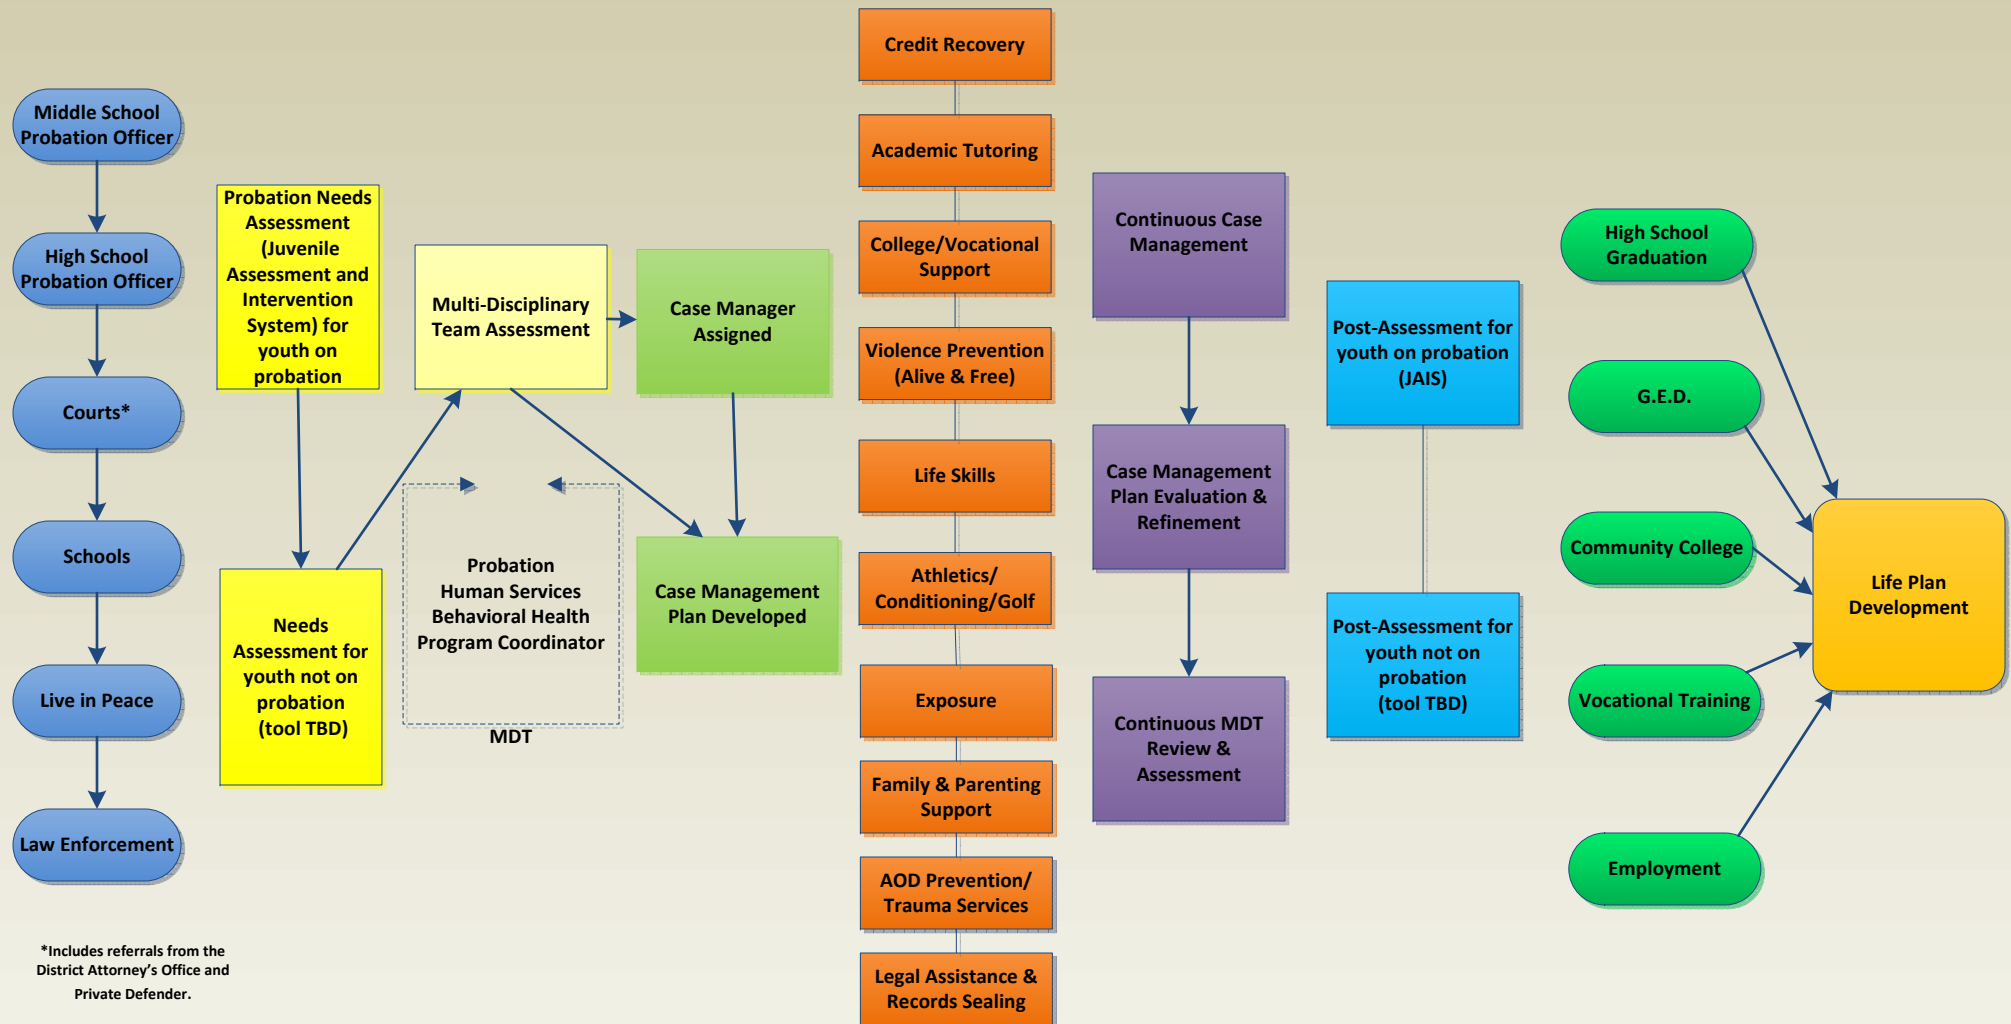 Middle School
Probation Officer
High School
Probation Officer
Courts*
Schools
Live in Peace
Law Enforcement
*Includes referrals from the
District Attorney’s Office and
Private Defender.
Probation Needs
Assessment
(Juvenile
Assessment and
Intervention
System) for
youth on
probation
Needs
Assessment for
youth not on
probation
(tool TBD)
Multi-Disciplinary
Team Assessment
Probation
Human Services
Behavioral Health
Program Coordinator
MDT
Case Manager
Assigned
Case Management
Plan Developed
Credit Recovery
Academic Tutoring
College/Vocational
Support
Violence Prevention
(Alive & Free)
Life Skills
Athletics/
Conditioning/Golf
Exposure
Family & Parenting
Support
AOD Prevention/
Trauma Services
Legal Assistance &
Records Sealing
Continuous Case
Management
Case Management
Plan Evaluation &
Refinement
Continuous MDT
Review &
Assessment
Post-Assessment for
youth on probation
(JAIS)
Post-Assessment for
youth not on
probation
(tool TBD)
High School
Graduation
G.E.D.
Community College
Vocational Training
Employment
Life Plan
Development